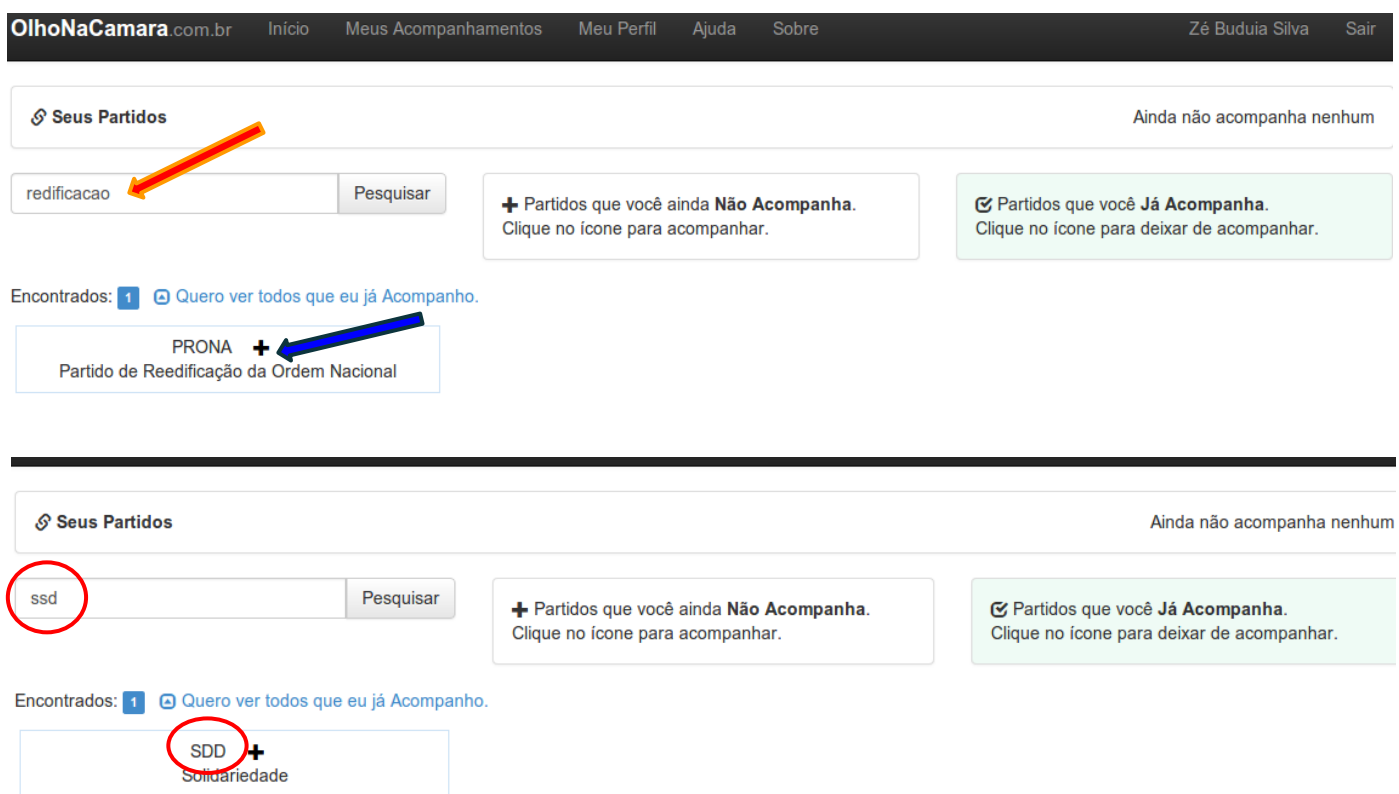 OlhoNaCamara.com.br Início Meus Acompanhamentos Meu Perfil Ajuda Sobre Zé Buduia Silva Sair
Seus Partidos Ainda não acompanha nenhum
redificacao Pesquisar
Partidos que você ainda Não Acompanha.
Clique no ícone para acompanhar.
Partidos que você Já Acompanha.
Clique no ícone para deixar de acompanhar.
Encontrados: 1 Quero ver todos que eu já Acompanho.
PRONA
Partido de Reedificação da Ordem Nacional
Seus Partidos Ainda não acompanha nenhum
ssd Pesquisar
Partidos que você ainda Não Acompanha.
Clique no ícone para acompanhar.
Partidos que você Já Acompanha.
Clique no ícone para deixar de acompanhar.
Encontrados: 1 Quero ver todos que eu já Acompanho.
SDD
Solidariedade